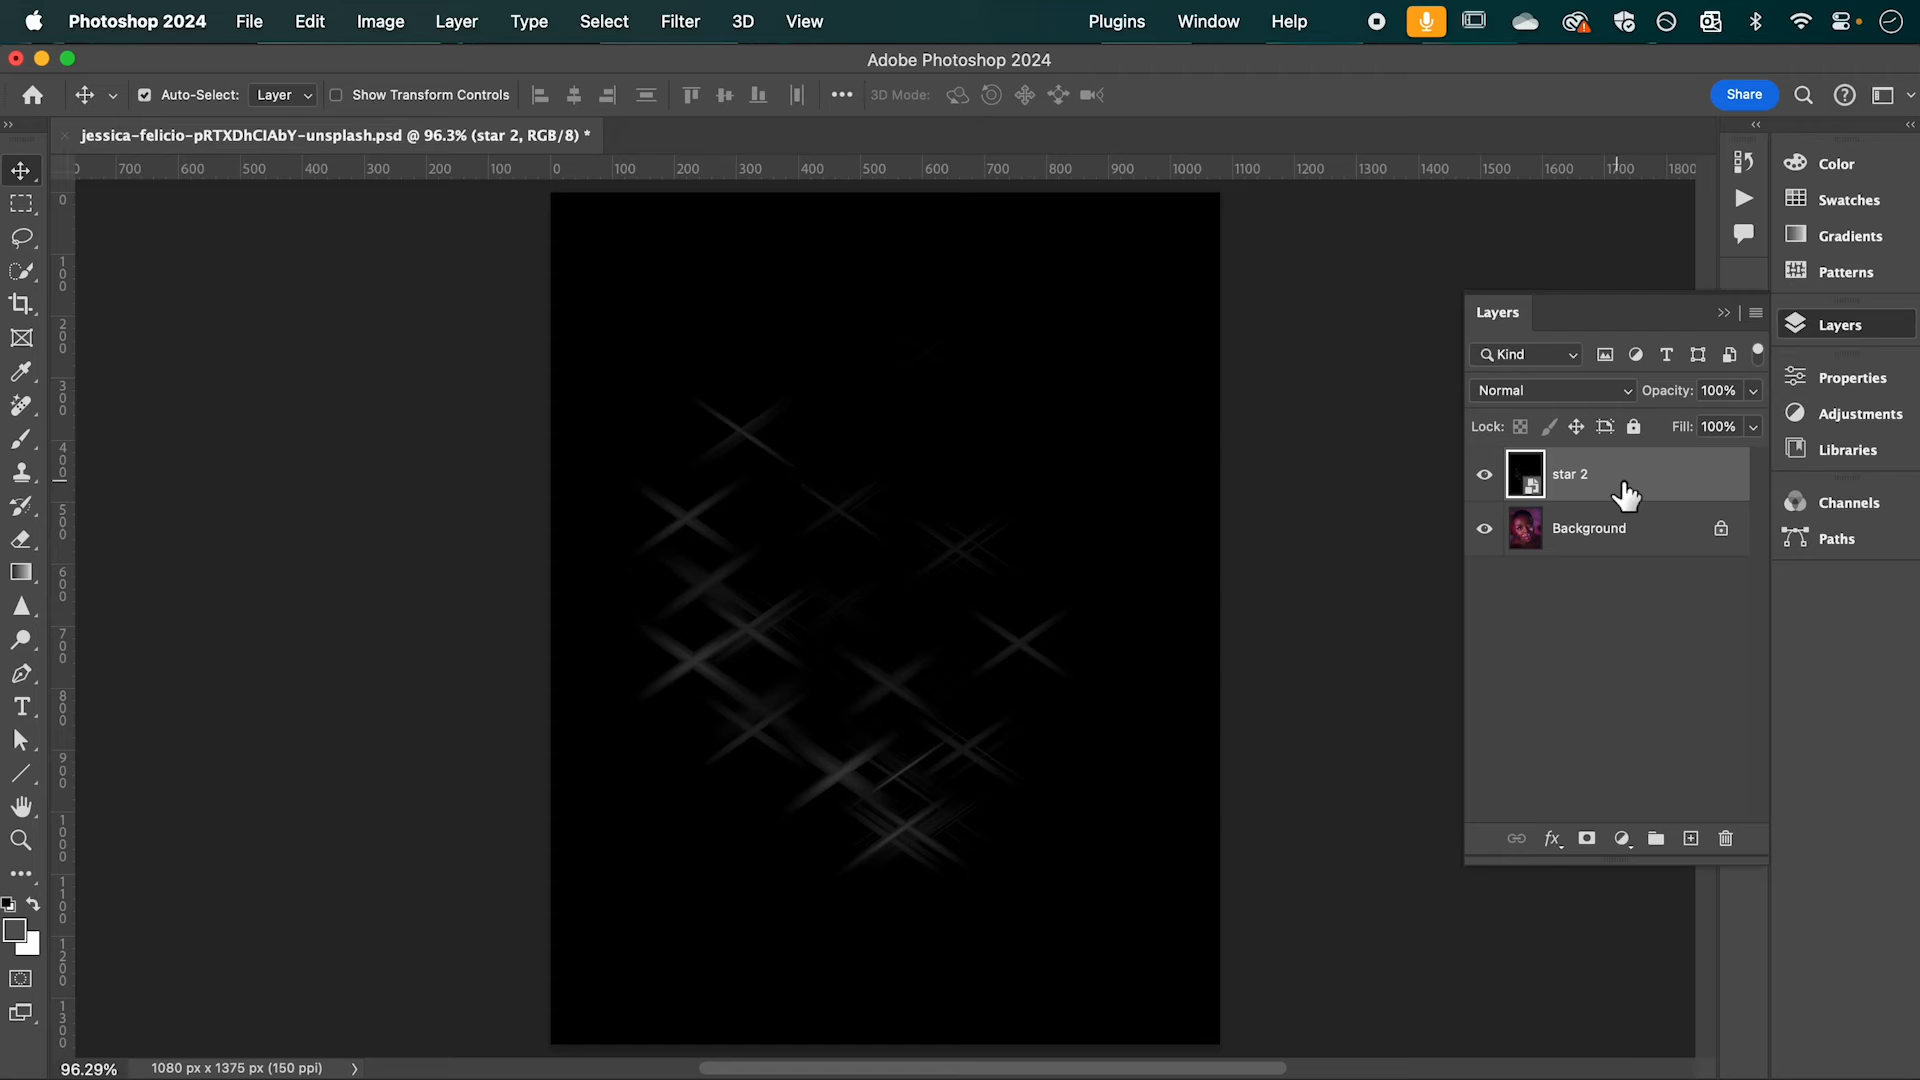 Photoshop 2024 File Edit Image Layer Type Select Filter 3D View Plugins Window Help
Adobe Photoshop 2024
Auto-Select: Layer Show Transform Controls 3D Mode: Share
jessica-felicio-pRTXDhCIAbY-unsplash.psd @ 96.3% (star 2, RGB/8) *
700 600 500 400 300 200 100 0 100 200 300 400 500 600 700 800 900 1000 1100 1200 1300 1400 1500 1600 1700 1800
0
100
200
300
400
500
600
700
800
900
1000
1100
1200
1300
Color
Swatches
Gradients
Patterns
Layers
Properties
Adjustments
Libraries
Channels
Paths
Layers
Kind
Normal Opacity: 100%
Lock: Fill: 100%
star 2
Background
fx
96.29% 1080 px x 1375 px (150 ppi)